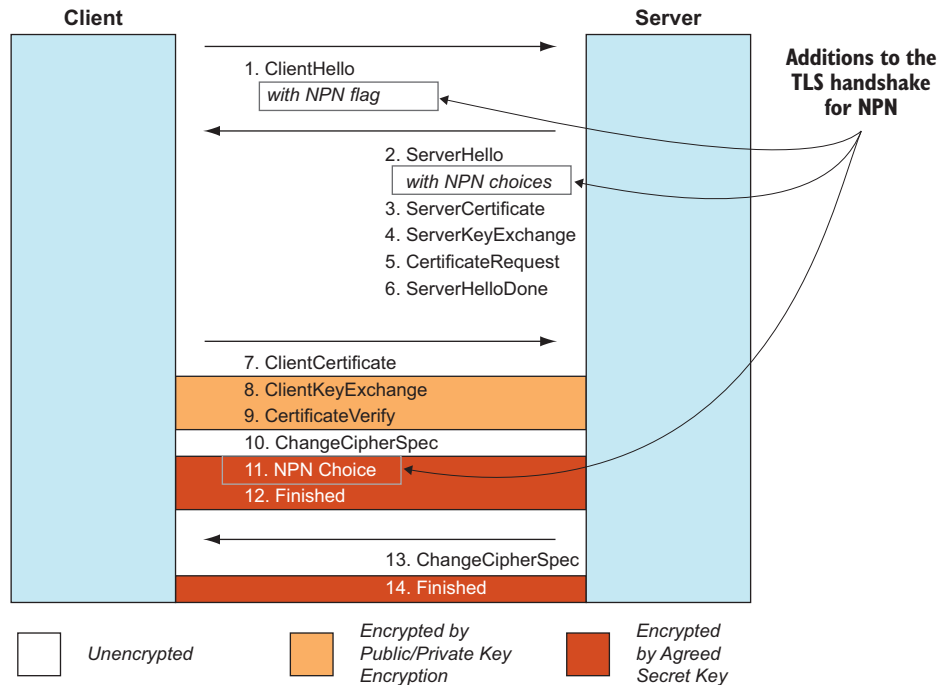 Client
Server
Additions to the
TLS handshake
for NPN
1. ClientHello
with NPN flag
2. ServerHello
with NPN choices
3. ServerCertificate
4. ServerKeyExchange
5. CertificateRequest
6. ServerHelloDone
7. ClientCertificate
8. ClientKeyExchange
9. CertificateVerify
10. ChangeCipherSpec
11. NPN Choice
12. Finished
13. ChangeCipherSpec
14. Finished
Unencrypted
Encrypted by
Public/Private Key
Encryption
Encrypted
by Agreed
Secret Key